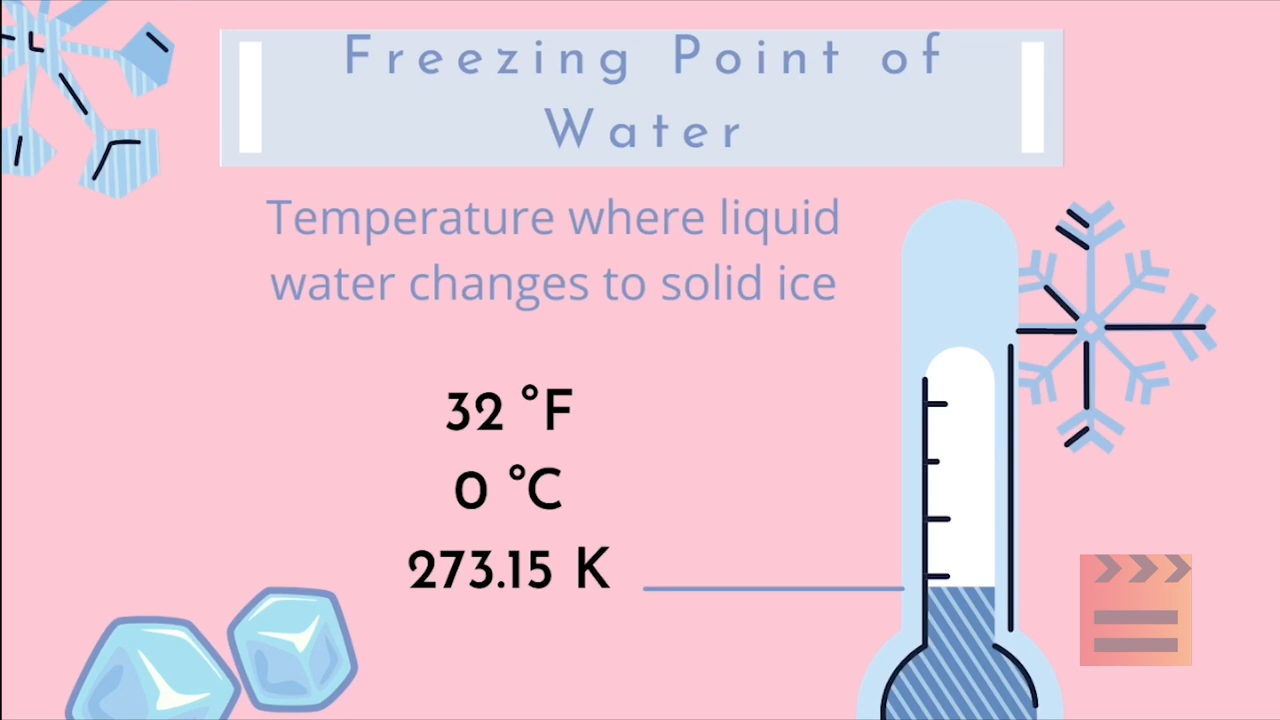 Freezing Point of
Water
Temperature where liquid
water changes to solid ice
32 °F
0 °C
273.15 K